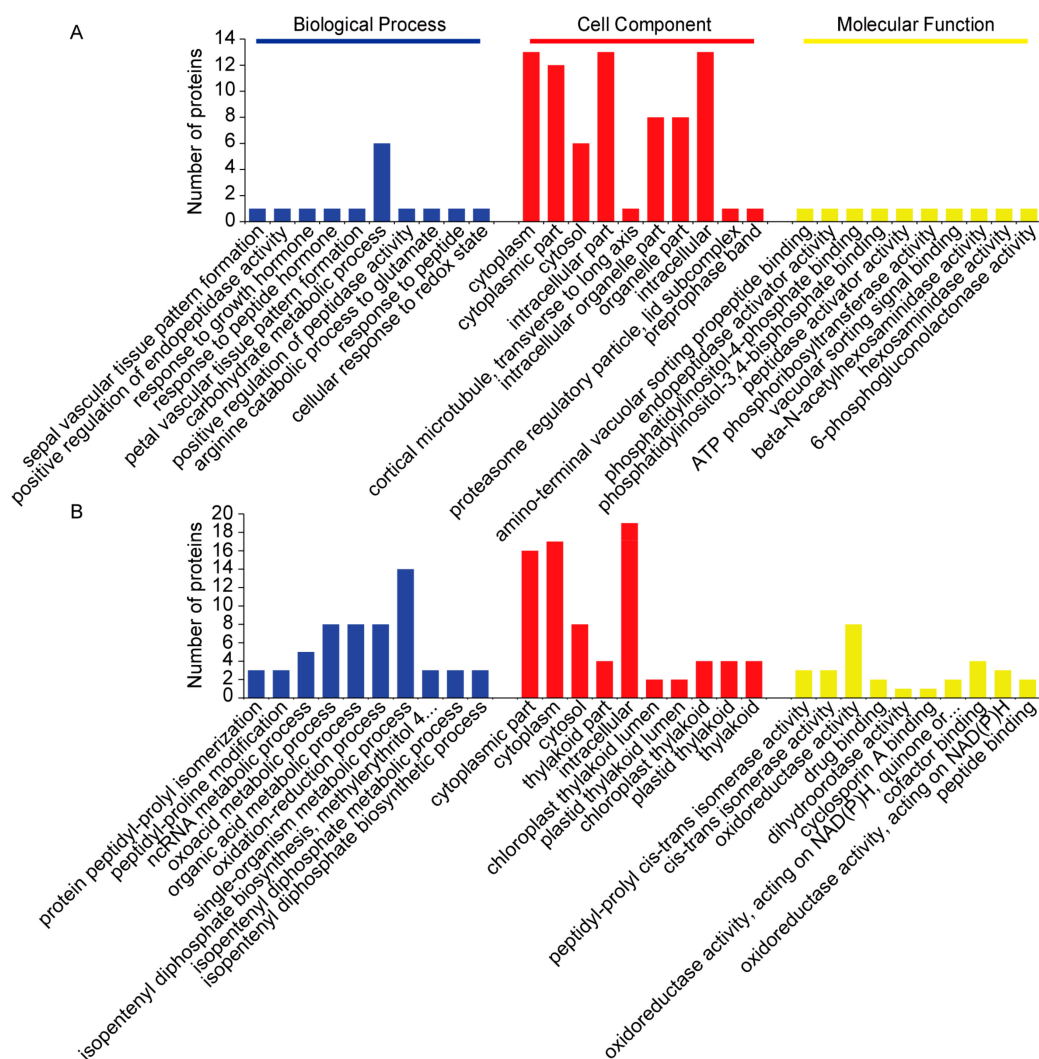 A
Biological Process
Cell Component
Molecular Function
Number of proteins
14
12
10
8
6
4
2
0
sepal vascular tissue pattern formation
positive regulation of endopeptidase activity
response to growth hormone
response to peptide hormone
petal vascular tissue pattern formation
carbohydrate metabolic process
positive regulation of peptidase activity
arginine catabolic process to glutamate
response to peptide
cellular response to redox state
cytoplasm
cytoplasmic part
cytosol
intracellular part
cortical microtubule, transverse to long axis
intracellular organelle part
organelle part
intracellular
proteasome regulatory particle, lid subcomplex
preprophase band
amino-terminal vacuolar sorting propeptide binding
endopeptidase activator activity
phosphatidylinositol-4-phosphate binding
phosphatidylinositol-3,4-bisphosphate binding
peptidase activator activity
ATP phosphoribosyltransferase activity
vacuolar sorting signal binding
beta-N-acetylhexosaminidase activity
hexosaminidase activity
6-phosphogluconolactonase activity
B
Number of proteins
20
18
16
14
12
10
8
6
4
2
0
protein peptidyl-prolyl isomerization
peptidyl-proline modification
ncRNA metabolic process
oxoacid metabolic process
organic acid metabolic process
oxidation-reduction process
single-organism metabolic process
isopentenyl diphosphate biosynthesis, methylerythritol 4...
isopentenyl diphosphate metabolic process
isopentenyl diphosphate biosynthetic process
cytoplasmic part
cytoplasm
cytosol
thylakoid part
intracellular
chloroplast thylakoid lumen
plastid thylakoid lumen
chloroplast thylakoid
plastid thylakoid
thylakoid
peptidyl-prolyl cis-trans isomerase activity
cis-trans isomerase activity
oxidoreductase activity
drug binding
dihydroorotase activity
cyclosporin A binding
oxidoreductase activity, acting on NAD(P)H, quinone or...
cofactor binding
oxidoreductase activity, acting on NAD(P)H
peptide binding